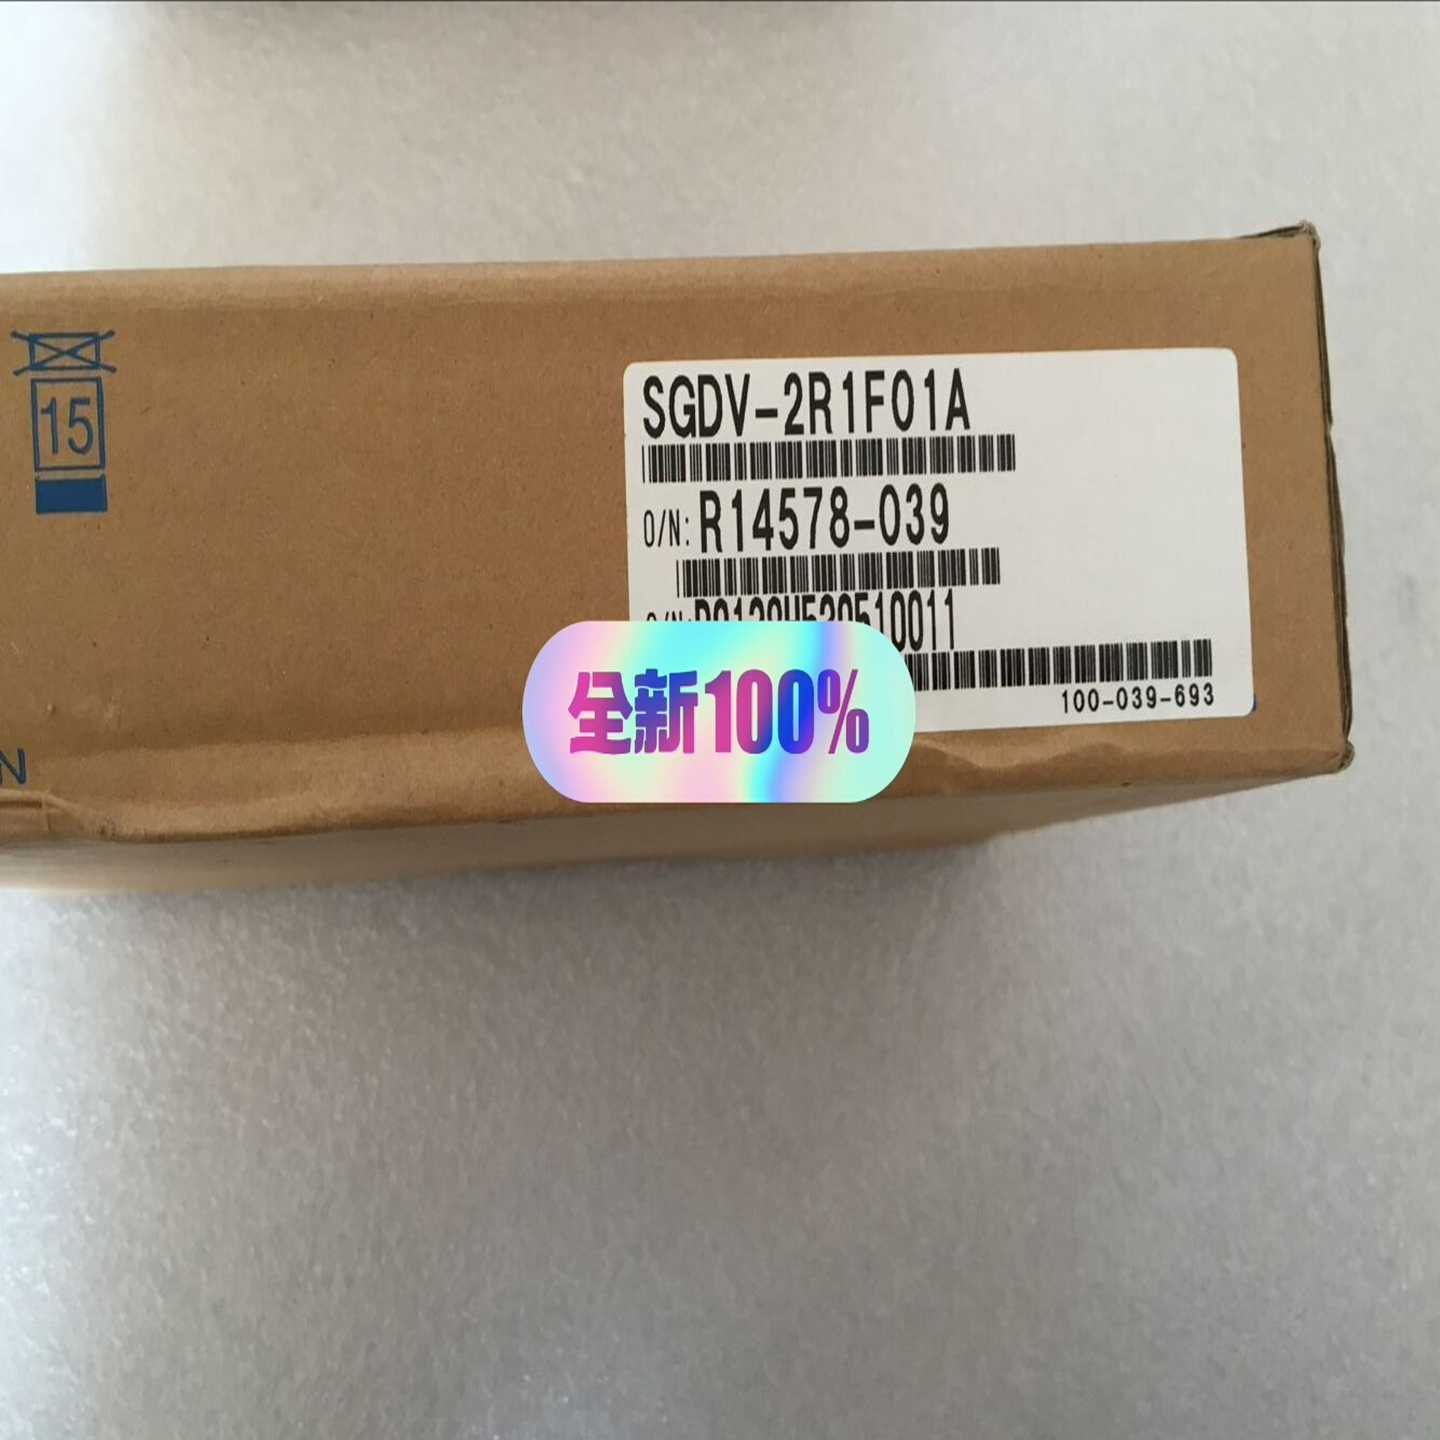 15
SGDV-2R1F01A
O/N: R14578-039
100-039-693
全新100%
N